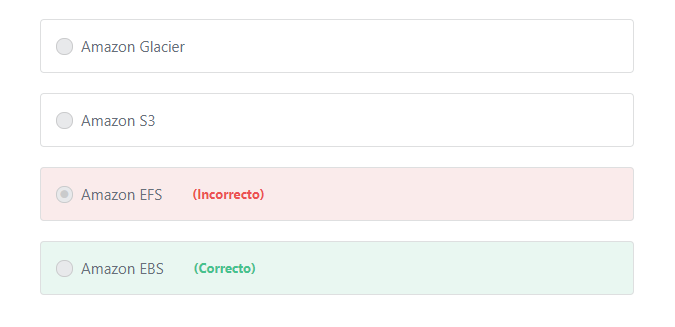 Amazon Glacier
Amazon S3
Amazon EFS (Incorrecto)
Amazon EBS (Correcto)